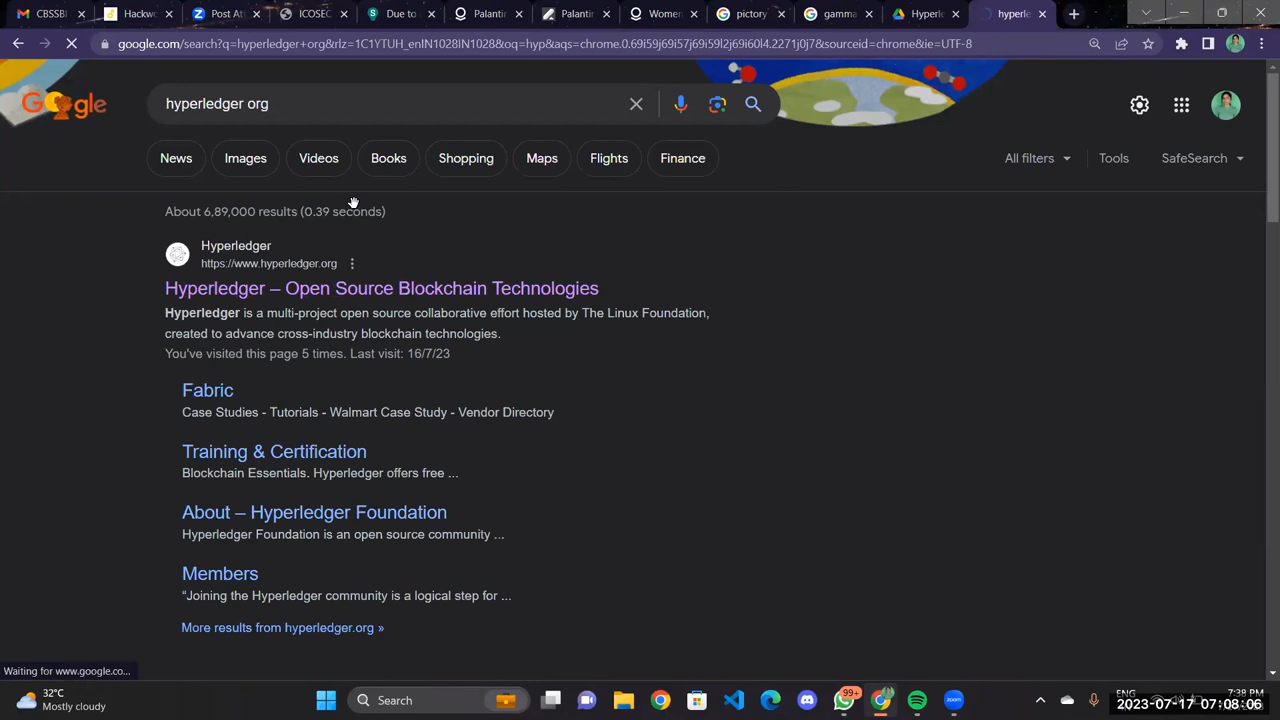 CBSSBI
Hackw
Post Att
ICOSEC
Due to
Palantir
Palantir
Women
pictory
gamma
Hyperle
hyperle
google.com/search?q=hyperledger+org&rlz=1C1YTUH_enIN1028IN1028&oq=hyp&aqs=chrome.0.69i59j69i57j69i59l2j69i60l4.2271j0j7&sourceid=chrome&ie=UTF-8
Google
hyperledger org
News
Images
Videos
Books
Shopping
Maps
Flights
Finance
All filters
Tools
SafeSearch
About 6,89,000 results (0.39 seconds)
Hyperledger
https://www.hyperledger.org
Hyperledger – Open Source Blockchain Technologies
Hyperledger is a multi-project open source collaborative effort hosted by The Linux Foundation,
created to advance cross-industry blockchain technologies.
You've visited this page 5 times. Last visit: 16/7/23
Fabric
Case Studies - Tutorials - Walmart Case Study - Vendor Directory
Training & Certification
Blockchain Essentials. Hyperledger offers free ...
About – Hyperledger Foundation
Hyperledger Foundation is an open source community ...
Members
“Joining the Hyperledger community is a logical step for ...
More results from hyperledger.org »
Waiting for www.google.co...
32°C
Mostly cloudy
Search
99+
zoom
ENG
7:38 PM
2023-07-17 07:08:06